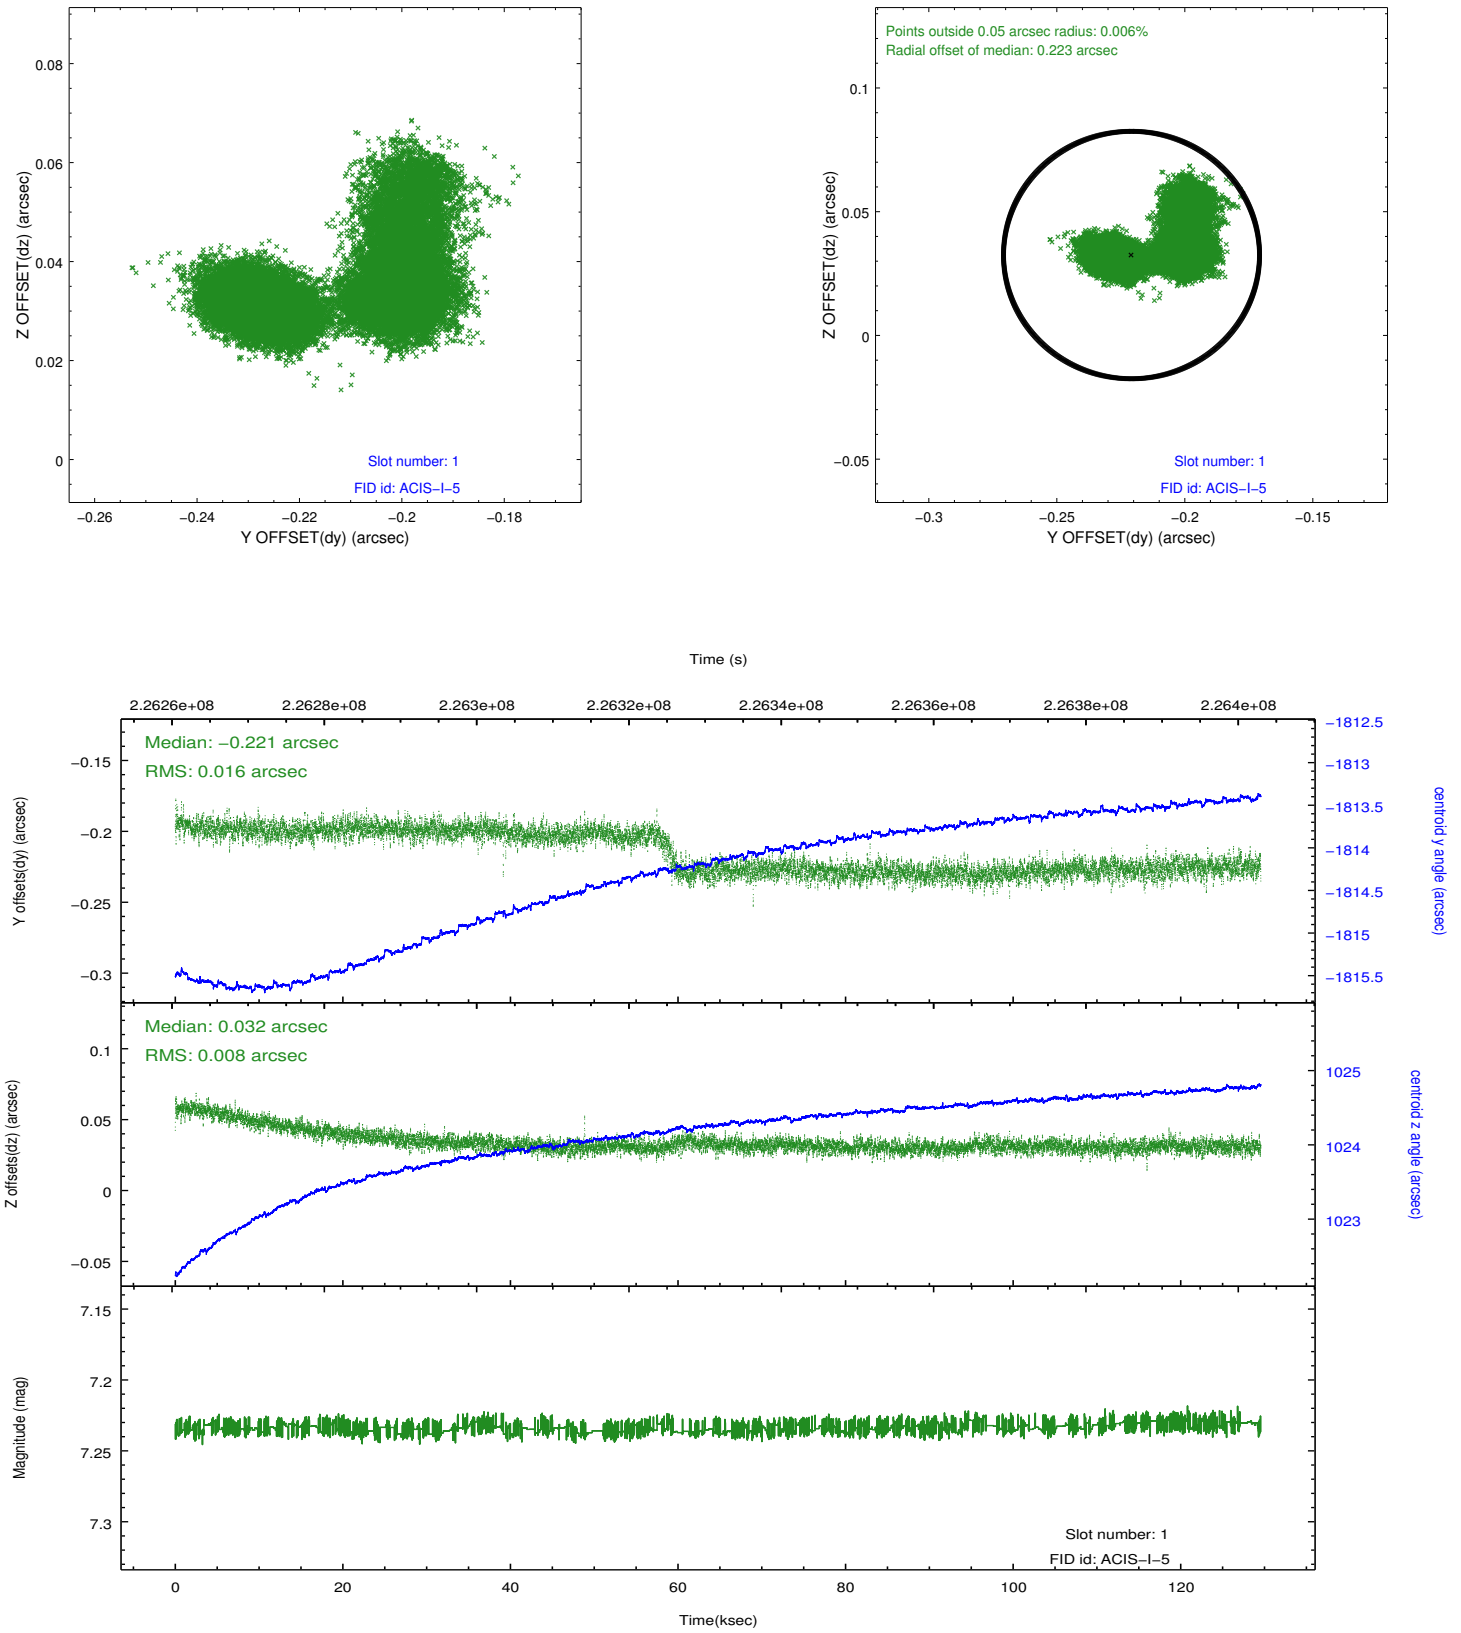 0.08
0.06
0.04
0.02
0
Z OFFSET(dz) (arcsec)
Slot number: 1
FID id: ACIS−I−5
−0.26
−0.24
−0.22
−0.2
−0.18
Y OFFSET(dy) (arcsec)
Points outside 0.05 arcsec radius: 0.006%
Radial offset of median: 0.223 arcsec
0.1
0.05
0
−0.05
Z OFFSET(dz) (arcsec)
Slot number: 1
FID id: ACIS−I−5
−0.3
−0.25
−0.2
−0.15
Y OFFSET(dy) (arcsec)
Time (s)
2.2626e+08
2.2628e+08
2.263e+08
2.2632e+08
2.2634e+08
2.2636e+08
2.2638e+08
2.264e+08
Median: −0.221 arcsec
RMS: 0.016 arcsec
−0.15
−0.2
−0.25
−0.3
Y offsets(dy) (arcsec)
−1812.5
−1813
−1813.5
−1814
−1814.5
−1815
−1815.5
centroid y angle (arcsec)
Median: 0.032 arcsec
RMS: 0.008 arcsec
0.1
0.05
0
−0.05
Z offsets(dz) (arcsec)
1025
1024
1023
centroid z angle (arcsec)
7.15
7.2
7.25
7.3
Magnitude (mag)
Slot number: 1
FID id: ACIS−I−5
0
20
40
60
80
100
120
Time(ksec)